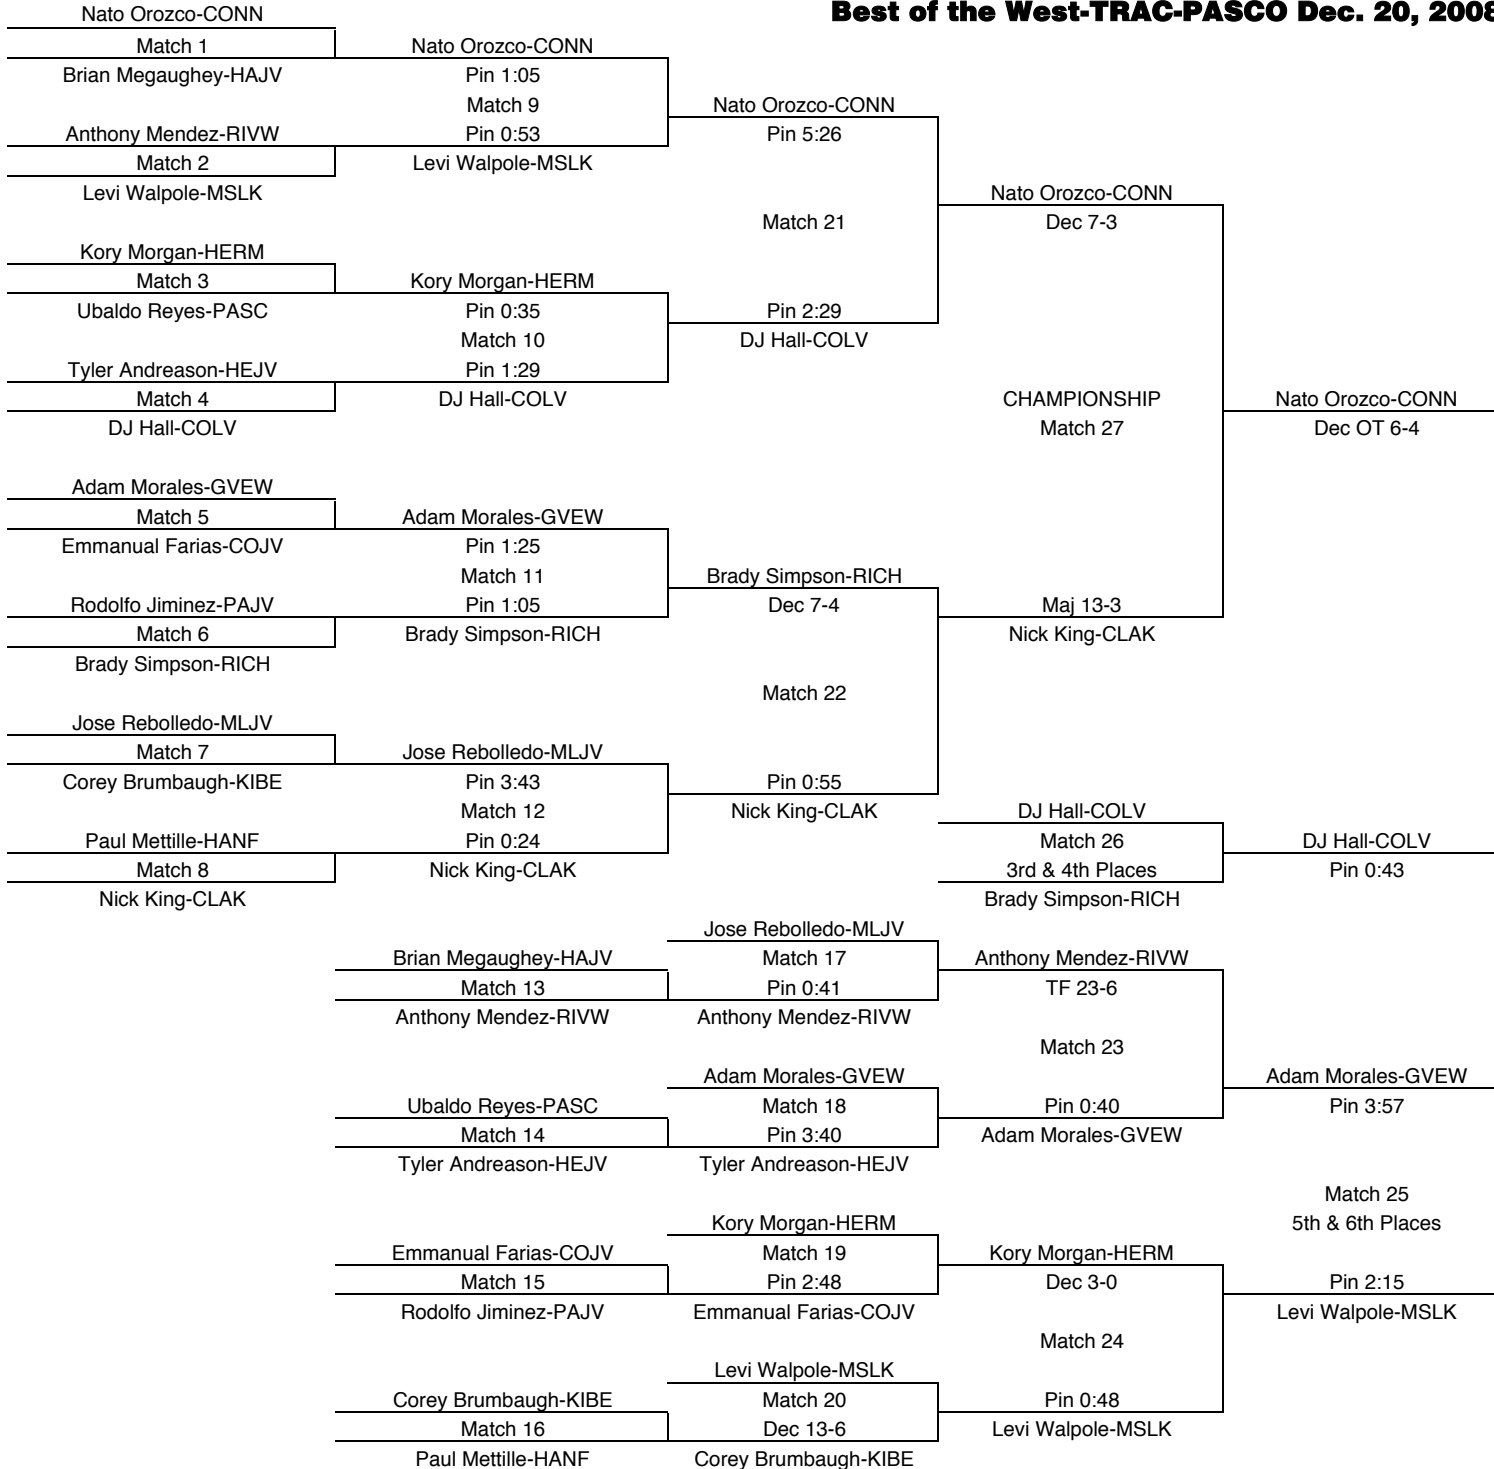 Best of the West-TRAC-PASCO Dec. 20, 2008
Nato Orozco-CONN
Match 1
Brian Megaughey-HAJV
Anthony Mendez-RIVW
Match 2
Levi Walpole-MSLK
Kory Morgan-HERM
Match 3
Ubaldo Reyes-PASC
Tyler Andreason-HEJV
Match 4
DJ Hall-COLV
Adam Morales-GVEW
Match 5
Emmanual Farias-COJV
Rodolfo Jiminez-PAJV
Match 6
Brady Simpson-RICH
Jose Rebolledo-MLJV
Match 7
Corey Brumbaugh-KIBE
Paul Mettille-HANF
Match 8
Nick King-CLAK
Nato Orozco-CONN
Pin 1:05
Match 9
Pin 0:53
Levi Walpole-MSLK
Kory Morgan-HERM
Pin 0:35
Match 10
Pin 1:29
DJ Hall-COLV
Adam Morales-GVEW
Pin 1:25
Match 11
Pin 1:05
Brady Simpson-RICH
Jose Rebolledo-MLJV
Pin 3:43
Match 12
Pin 0:24
Nick King-CLAK
Nato Orozco-CONN
Pin 5:26
Match 21
Pin 2:29
DJ Hall-COLV
Brady Simpson-RICH
Dec 7-4
Match 22
Pin 0:55
Nick King-CLAK
Nato Orozco-CONN
Dec 7-3
CHAMPIONSHIP
Match 27
Maj 13-3
Nick King-CLAK
Nato Orozco-CONN
Dec OT 6-4
DJ Hall-COLV
Match 26
3rd & 4th Places
Brady Simpson-RICH
DJ Hall-COLV
Pin 0:43
Brian Megaughey-HAJV
Match 13
Anthony Mendez-RIVW
Ubaldo Reyes-PASC
Match 14
Tyler Andreason-HEJV
Emmanual Farias-COJV
Match 15
Rodolfo Jiminez-PAJV
Corey Brumbaugh-KIBE
Match 16
Paul Mettille-HANF
Jose Rebolledo-MLJV
Match 17
Pin 0:41
Anthony Mendez-RIVW
Adam Morales-GVEW
Match 18
Pin 3:40
Tyler Andreason-HEJV
Kory Morgan-HERM
Match 19
Pin 2:48
Emmanual Farias-COJV
Levi Walpole-MSLK
Match 20
Dec 13-6
Corey Brumbaugh-KIBE
Anthony Mendez-RIVW
TF 23-6
Match 23
Pin 0:40
Adam Morales-GVEW
Kory Morgan-HERM
Dec 3-0
Match 24
Pin 0:48
Levi Walpole-MSLK
Adam Morales-GVEW
Pin 3:57
Match 25
5th & 6th Places
Pin 2:15
Levi Walpole-MSLK